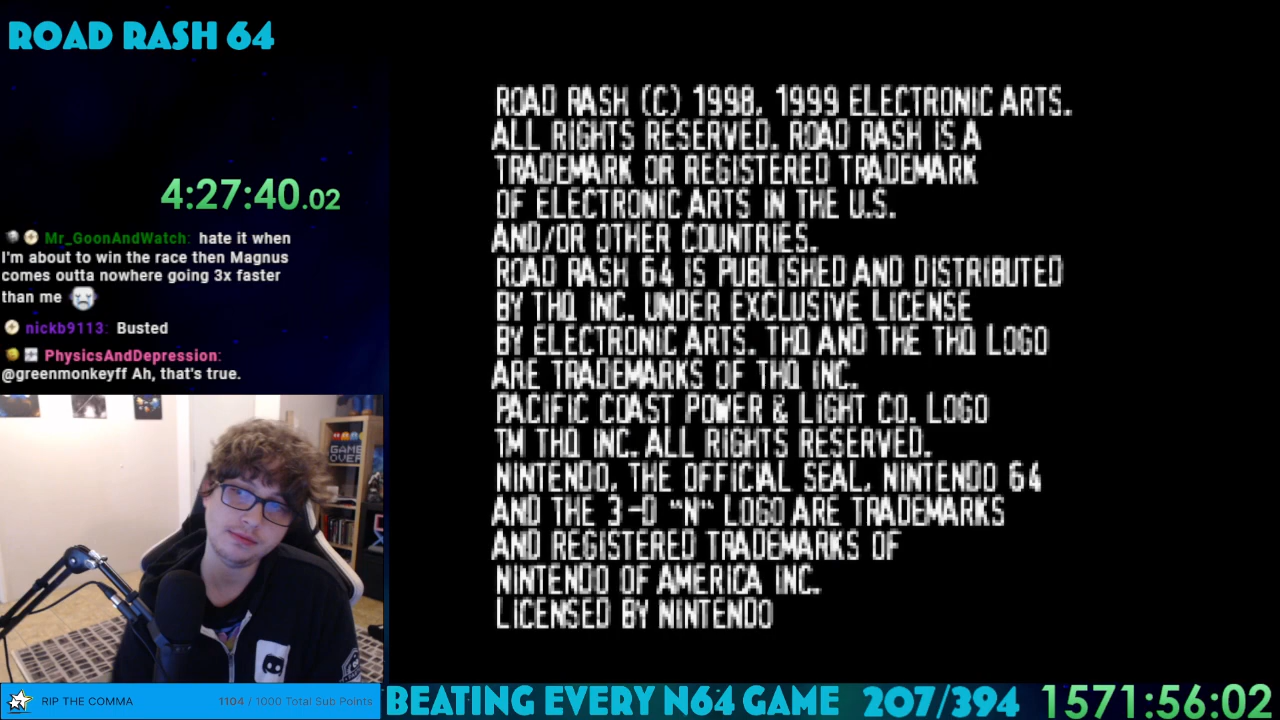 ROAD RASH 64
4:27:40.02
Mr_GoonAndWatch: hate it when
I'm about to win the race then Magnus
comes outta nowhere going 3x faster
than me
nickb9113: Busted
PhysicsAndDepression:
@greenmonkeyff Ah, that's true.
GAME
OVER
RIP THE COMMA
1104 / 1000 Total Sub Points
ROAD RASH (C) 1998, 1999 ELECTRONIC ARTS.
ALL RIGHTS RESERVED. ROAD RASH IS A
TRADEMARK OR REGISTERED TRADEMARK
OF ELECTRONIC ARTS IN THE U.S.
AND/OR OTHER COUNTRIES.
ROAD RASH 64 IS PUBLISHED AND DISTRIBUTED
BY THQ INC. UNDER EXCLUSIVE LICENSE
BY ELECTRONIC ARTS. THQ AND THE THQ LOGO
ARE TRADEMARKS OF THQ INC.
PACIFIC COAST POWER & LIGHT CO. LOGO
TM THQ INC. ALL RIGHTS RESERVED.
NINTENDO, THE OFFICIAL SEAL, NINTENDO 64
AND THE 3-D "N" LOGO ARE TRADEMARKS
AND REGISTERED TRADEMARKS OF
NINTENDO OF AMERICA INC.
LICENSED BY NINTENDO
BEATING EVERY N64 GAME 207/394 1571:56:02